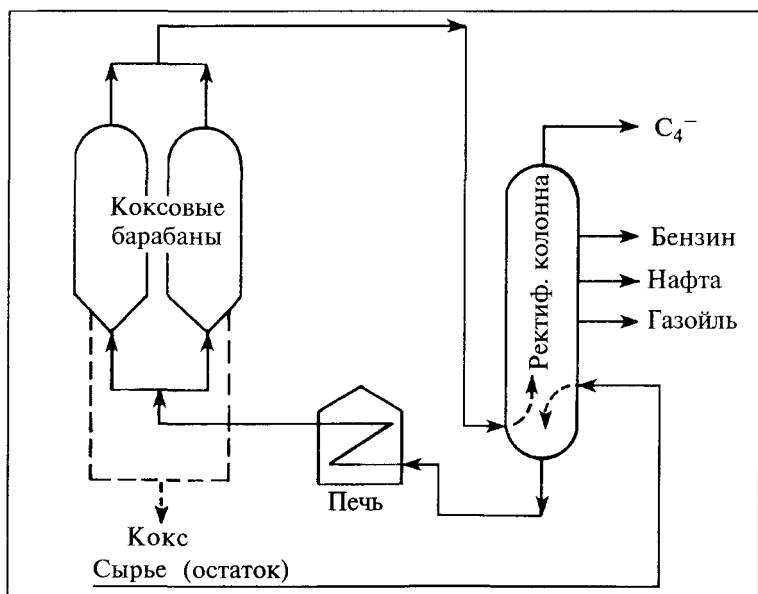 C₄⁻
Коксовые
барабаны
Ректиф. колонна
Бензин
Нафта
Газойль
Печь
Кокс
Сырье (остаток)